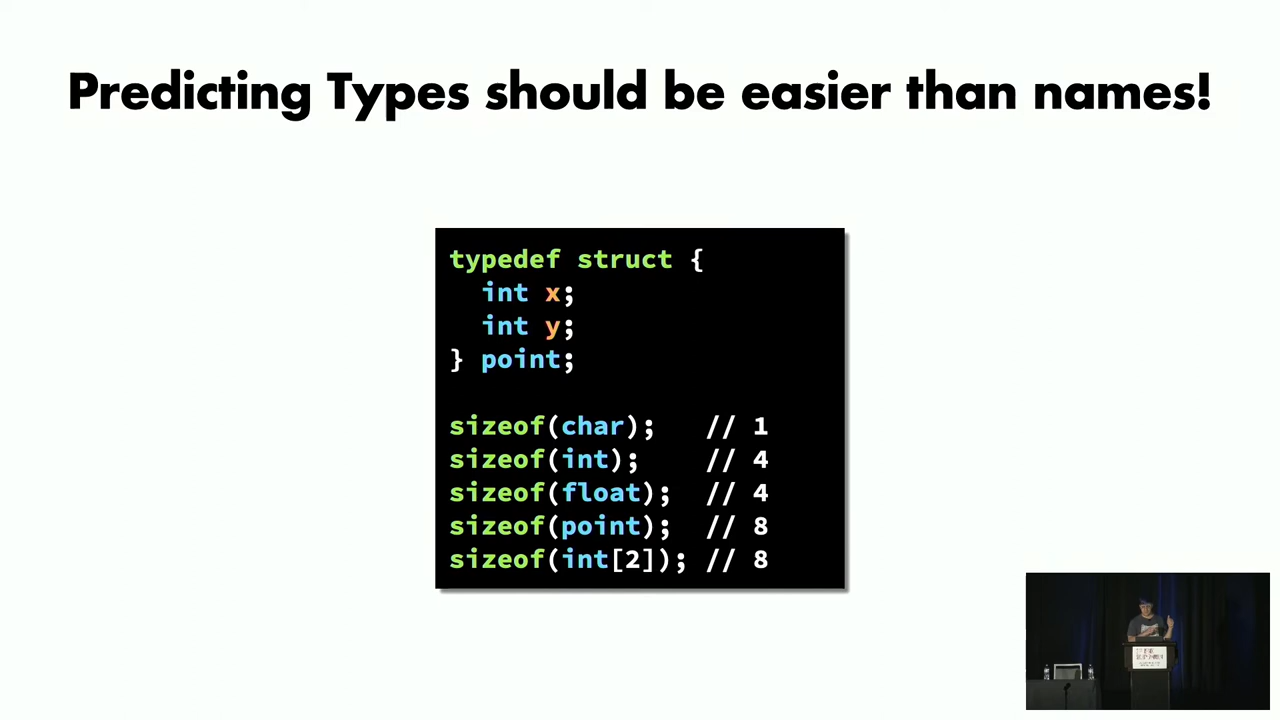 Predicting Types should be easier than names!
typedef struct {
  int x;
  int y;
} point;

sizeof(char);   // 1
sizeof(int);    // 4
sizeof(float);  // 4
sizeof(point);  // 8
sizeof(int[2]); // 8